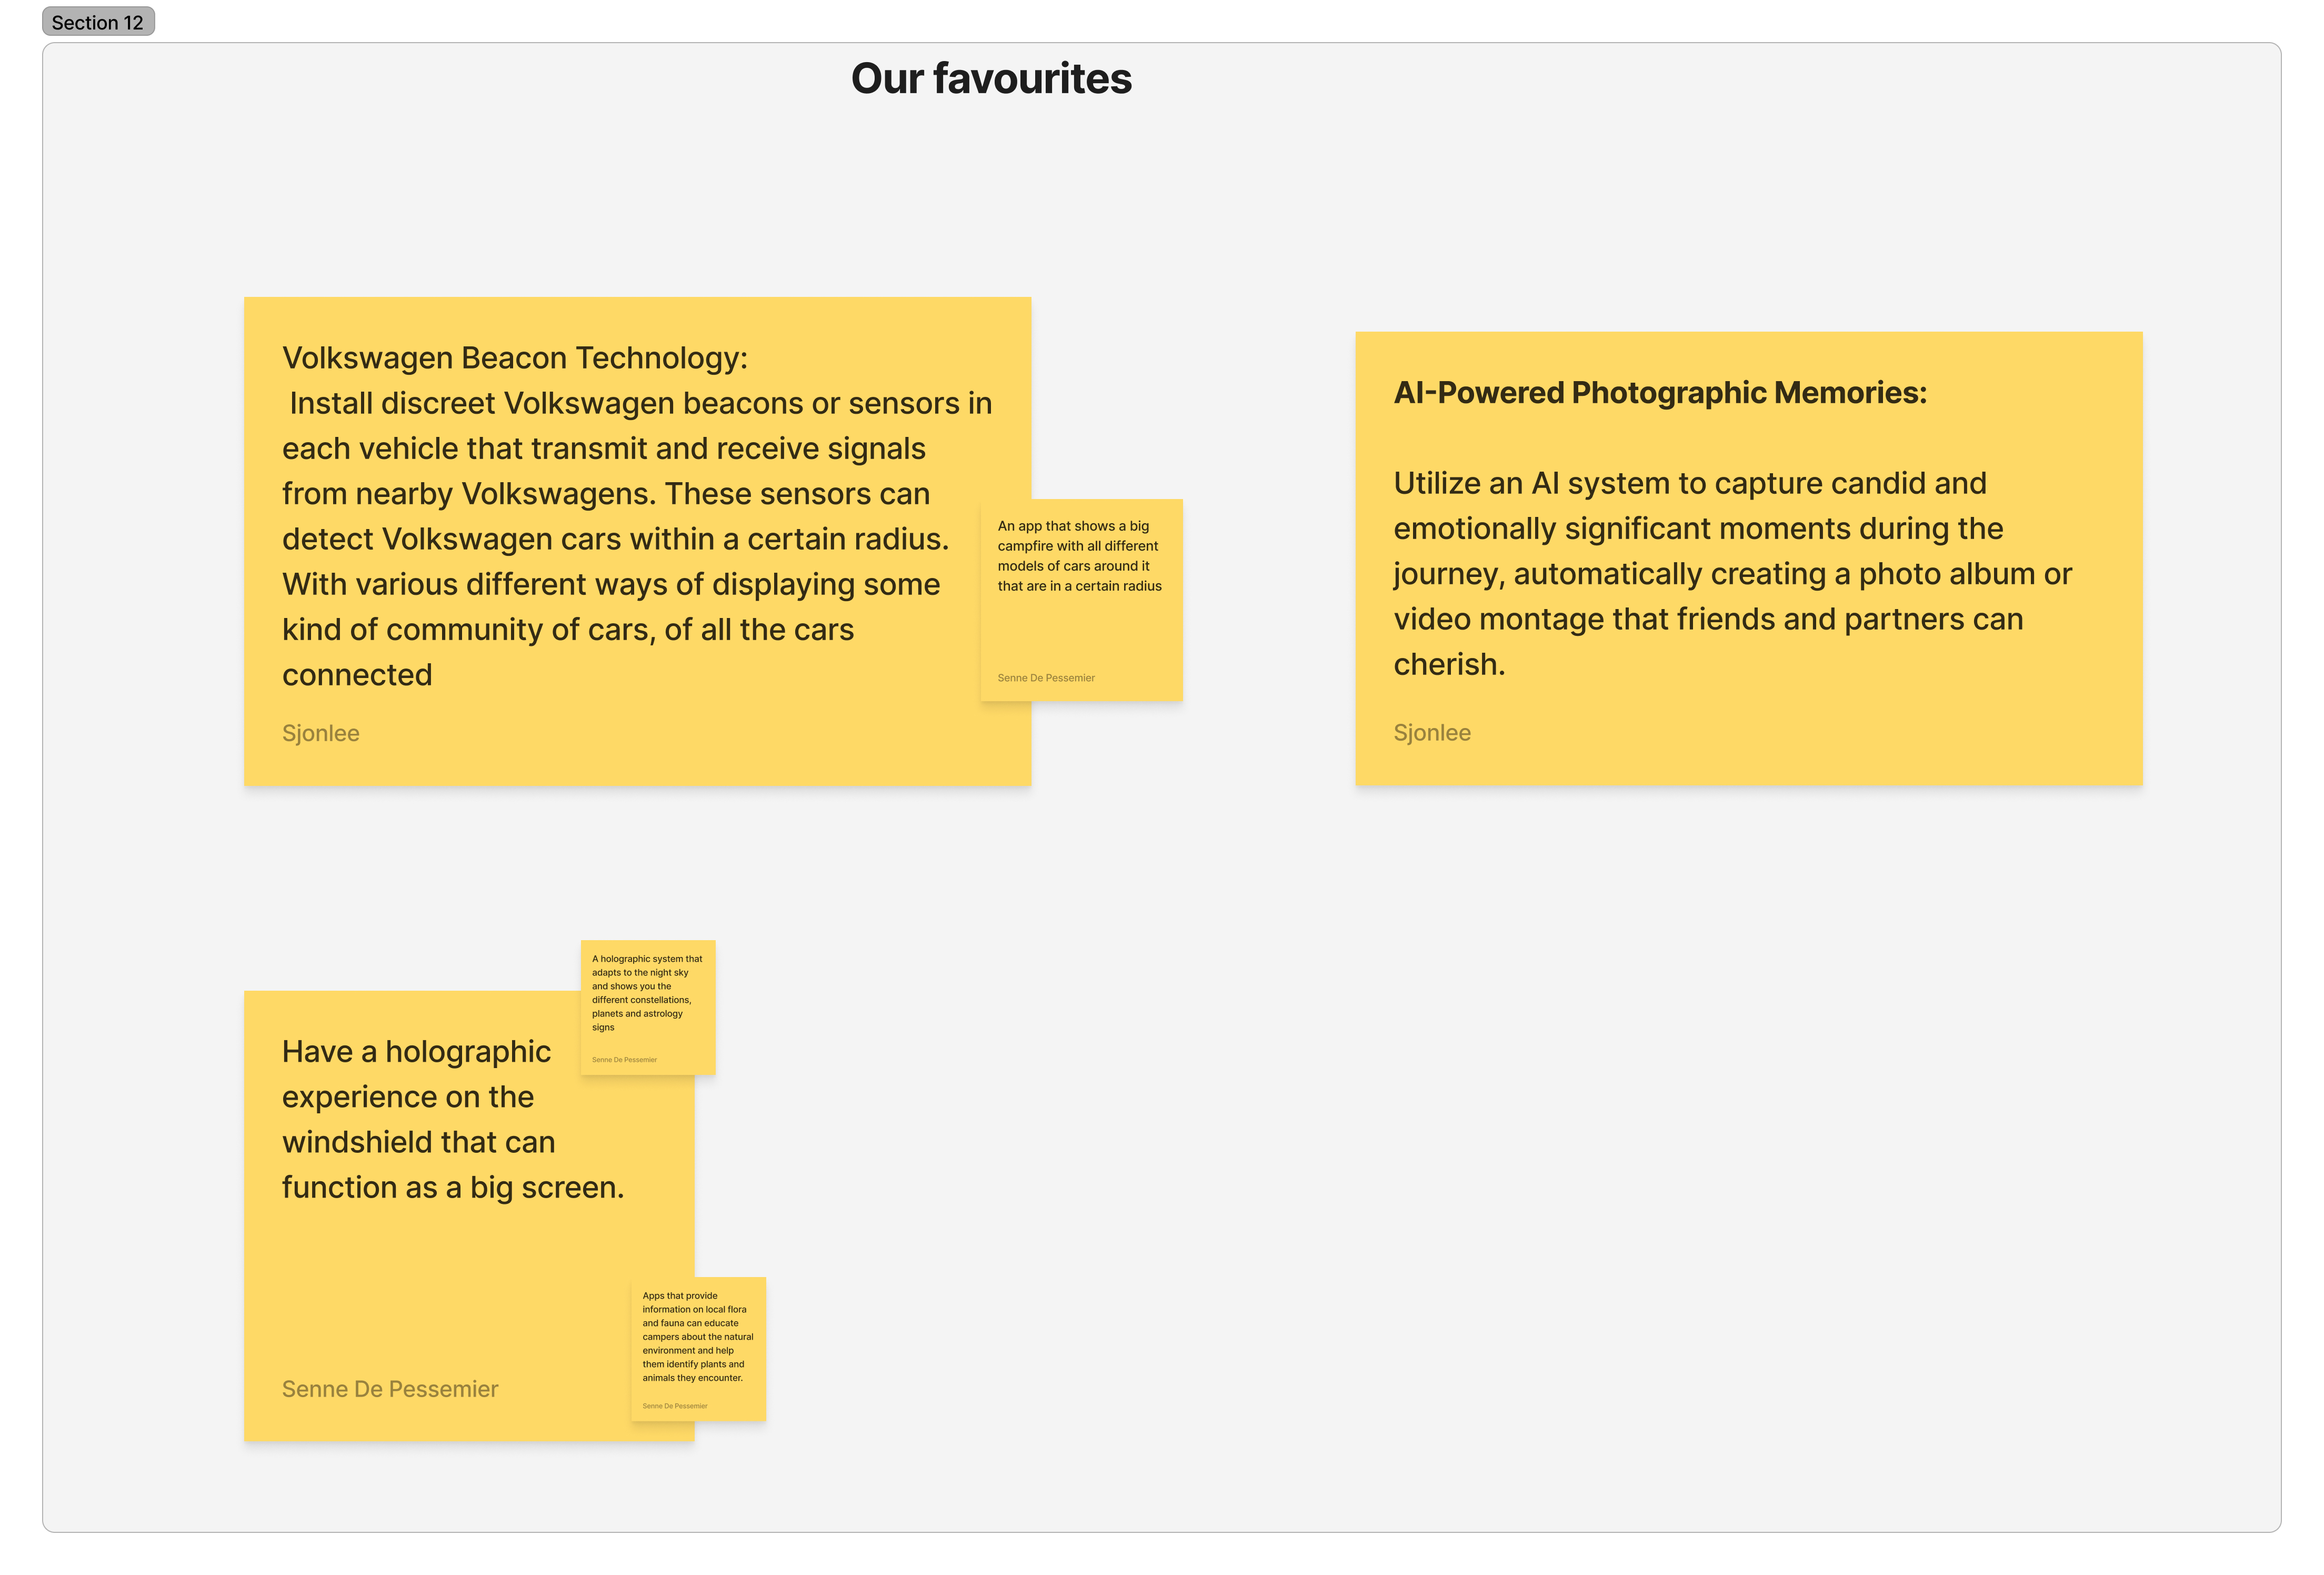 Section 12
Our favourites
Volkswagen Beacon Technology:
Install discreet Volkswagen beacons or sensors in
each vehicle that transmit and receive signals
from nearby Volkswagens. These sensors can
detect Volkswagen cars within a certain radius.
With various different ways of displaying some
kind of community of cars, of all the cars
connected
Sjonlee
An app that shows a big
campfire with all different
models of cars around it
that are in a certain radius
Senne De Pessemier
AI-Powered Photographic Memories:
Utilize an AI system to capture candid and
emotionally significant moments during the
journey, automatically creating a photo album or
video montage that friends and partners can
cherish.
Sjonlee
A holographic system that
adapts to the night sky
and shows you the
different constellations,
planets and astrology
signs
Senne De Pessemier
Have a holographic
experience on the
windshield that can
function as a big screen.
Senne De Pessemier
Apps that provide
information on local flora
and fauna can educate
campers about the natural
environment and help
them identify plants and
animals they encounter.
Senne De Pessemier